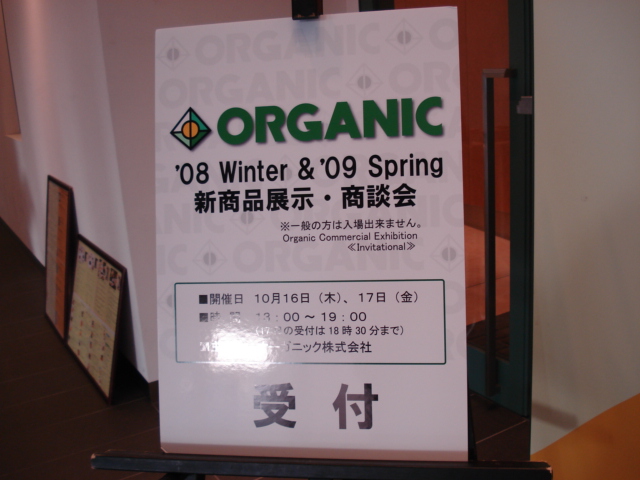 ORGANIC
'08 Winter & '09 Spring
新商品展示・商談会
※一般の方は入場出来ません。
Organic Commercial Exhibition
≪Invitational≫
■開催日 10月16日（木）、17日（金）
13：00～19：00
の受付は18時30分まで）
ガニック株式会社
受付